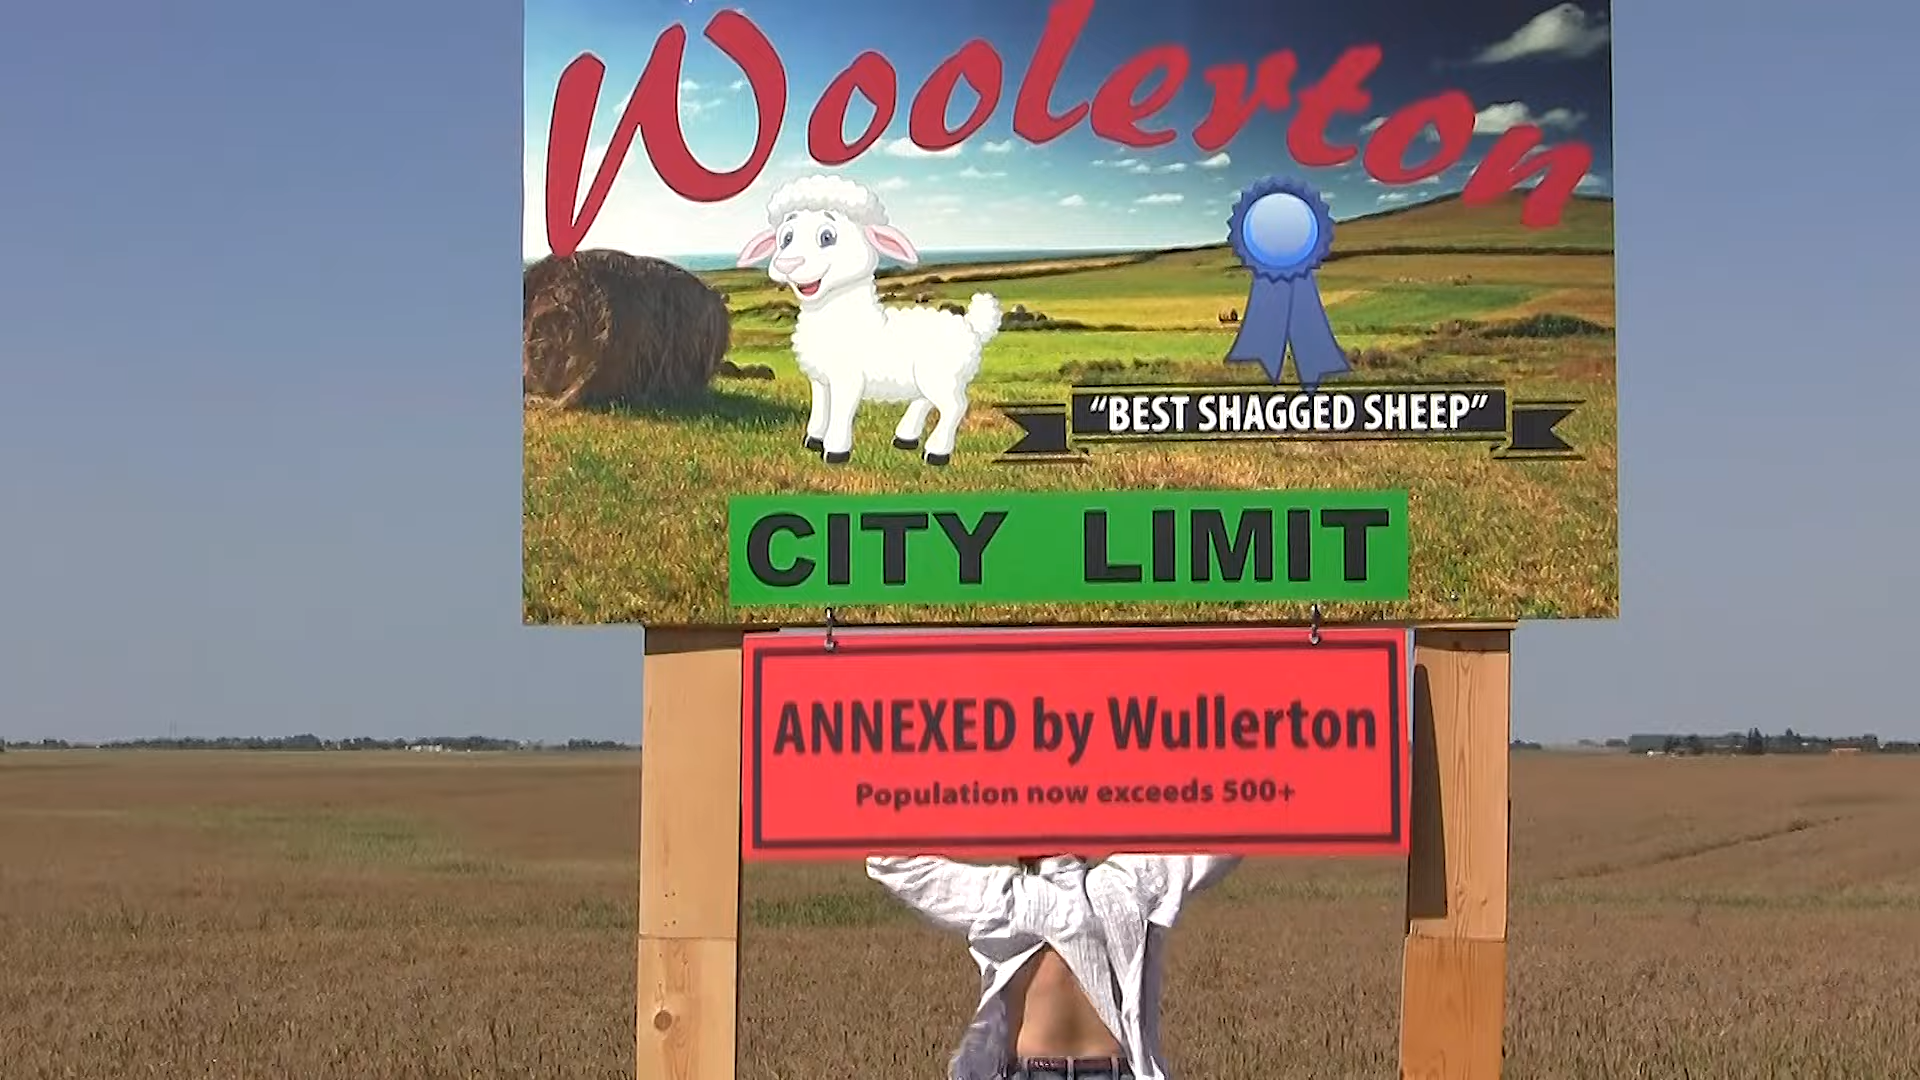 Woolerton
“BEST SHAGGED SHEEP”
CITY LIMIT
ANNEXED by Wullerton
Population now exceeds 500+